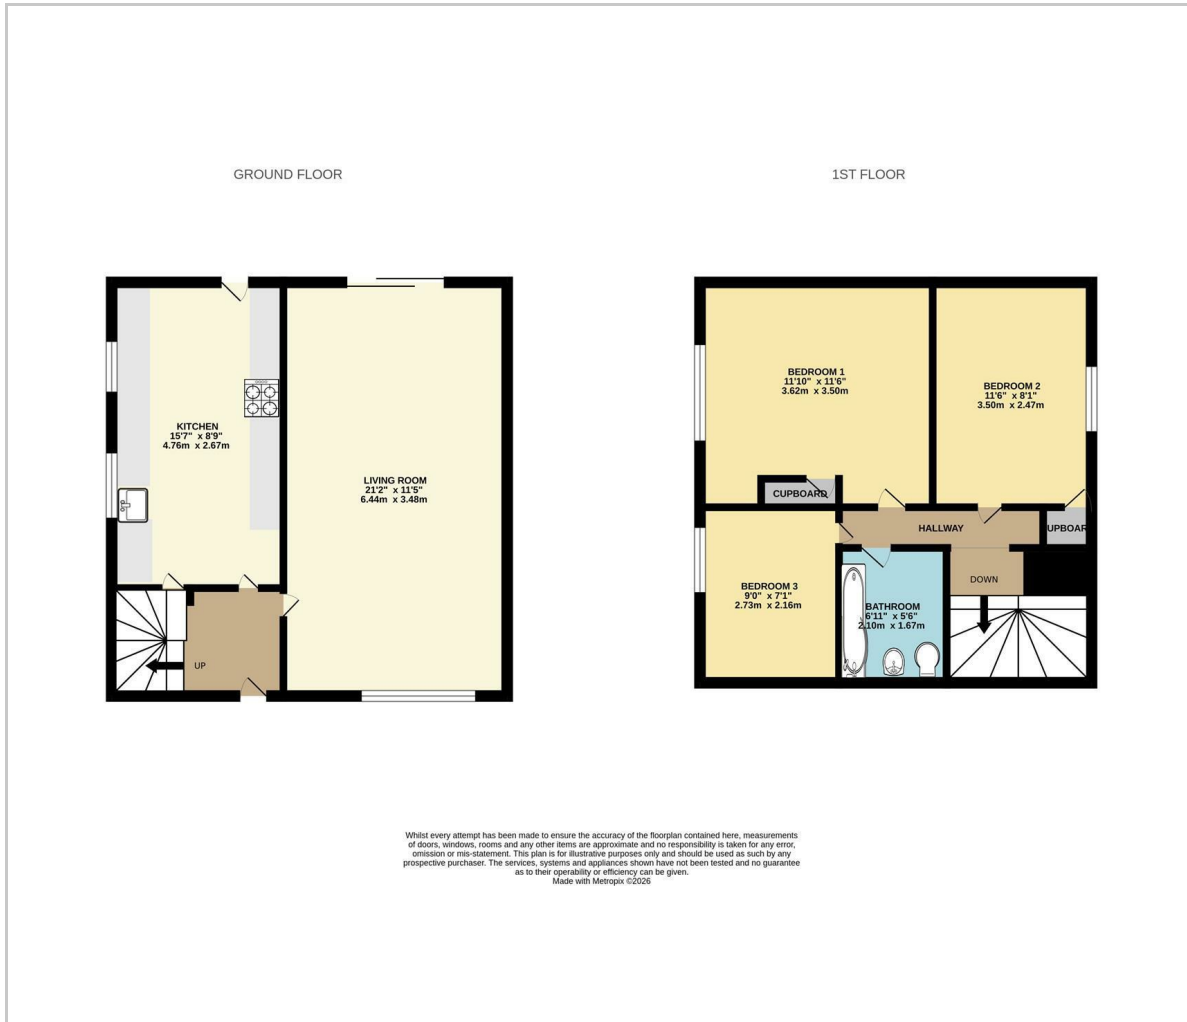 GROUND FLOOR
KITCHEN
15'7" x 8'9"
4.76m x 2.67m
LIVING ROOM
21'2" x 11'5"
6.44m x 3.48m
UP
1ST FLOOR
BEDROOM 1
11'10" x 11'6"
3.62m x 3.50m
BEDROOM 2
11'6" x 8'1"
3.50m x 2.47m
CUPBOARD
HALLWAY
UPBOAR
BEDROOM 3
9'0" x 7'1"
2.73m x 2.16m
BATHROOM
6'11" x 5'6"
2.10m x 1.67m
DOWN
Whilst every attempt has been made to ensure the accuracy of the floorplan contained here, measurements
of doors, windows, rooms and any other items are approximate and no responsibility is taken for any error,
omission or mis-statement. This plan is for illustrative purposes only and should be used as such by any
prospective purchaser. The services, systems and appliances shown have not been tested and no guarantee
as to their operability or efficiency can be given.
Made with Metropix ©2026